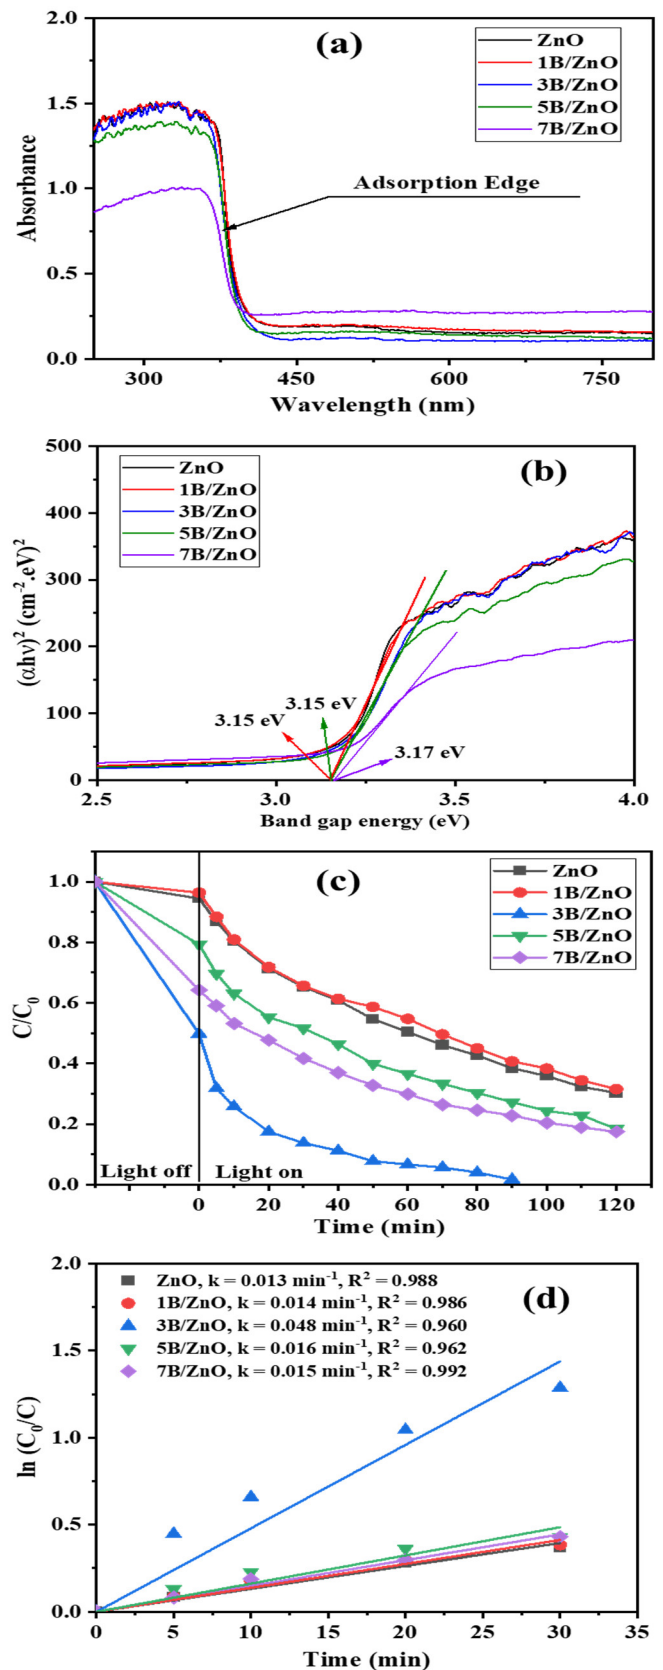 (a)
ZnO
1B/ZnO
3B/ZnO
5B/ZnO
7B/ZnO
Adsorption Edge
Absorbance
2.0
1.5
1.0
0.5
0.0
300 450 600 750
Wavelength (nm)
(b)
ZnO
1B/ZnO
3B/ZnO
5B/ZnO
7B/ZnO
(αhν)² (cm⁻².eV)²
500
400
300
200
100
0
3.15 eV
3.15 eV
3.17 eV
2.5 3.0 3.5 4.0
Band gap energy (eV)
(c)
ZnO
1B/ZnO
3B/ZnO
5B/ZnO
7B/ZnO
C/C₀
1.0
0.8
0.6
0.4
0.2
0.0
Light off
Light on
0 20 40 60 80 100 120
Time (min)
(d)
ZnO, k = 0.013 min⁻¹, R² = 0.988
1B/ZnO, k = 0.014 min⁻¹, R² = 0.986
3B/ZnO, k = 0.048 min⁻¹, R² = 0.960
5B/ZnO, k = 0.016 min⁻¹, R² = 0.962
7B/ZnO, k = 0.015 min⁻¹, R² = 0.992
ln (C₀/C)
2.0
1.5
1.0
0.5
0.0
0 5 10 15 20 25 30 35
Time (min)